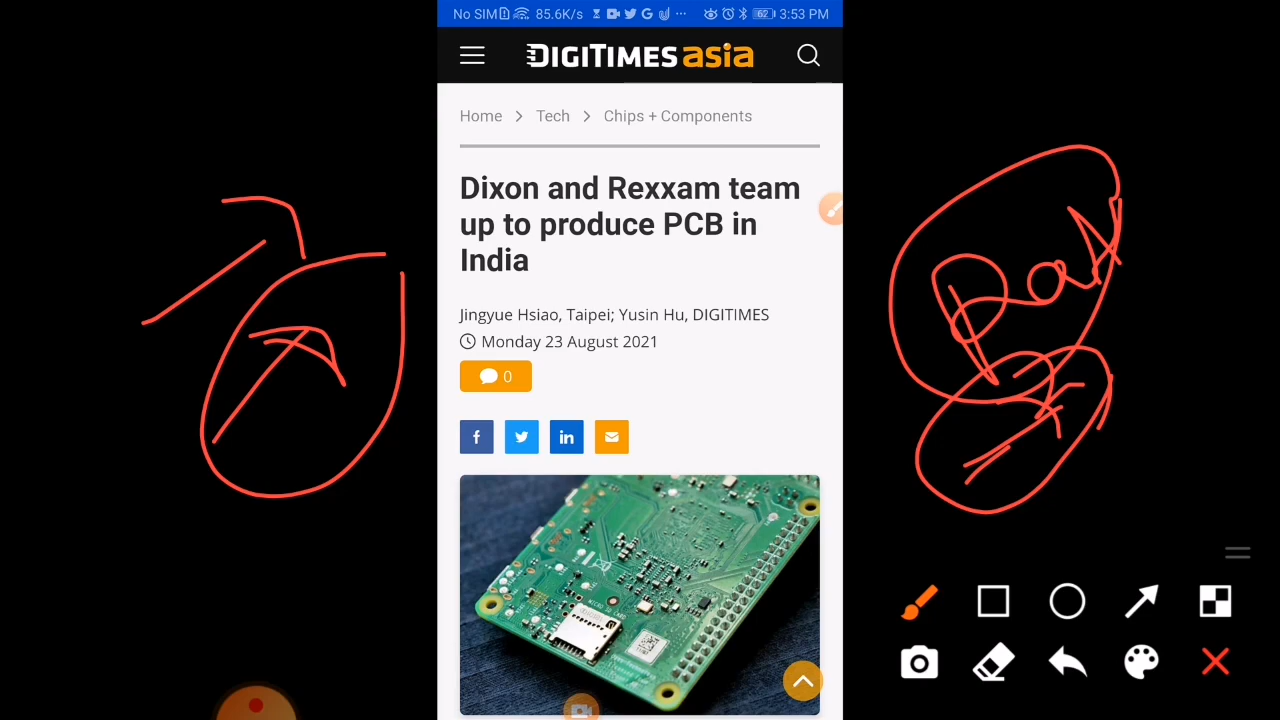 No SIM 85.6K/s 62 3:53 PM
DIGITIMES asia
Home > Tech > Chips + Components
Dixon and Rexxam team
up to produce PCB in
India
Jingyue Hsiao, Taipei; Yusin Hu, DIGITIMES
Monday 23 August 2021
0